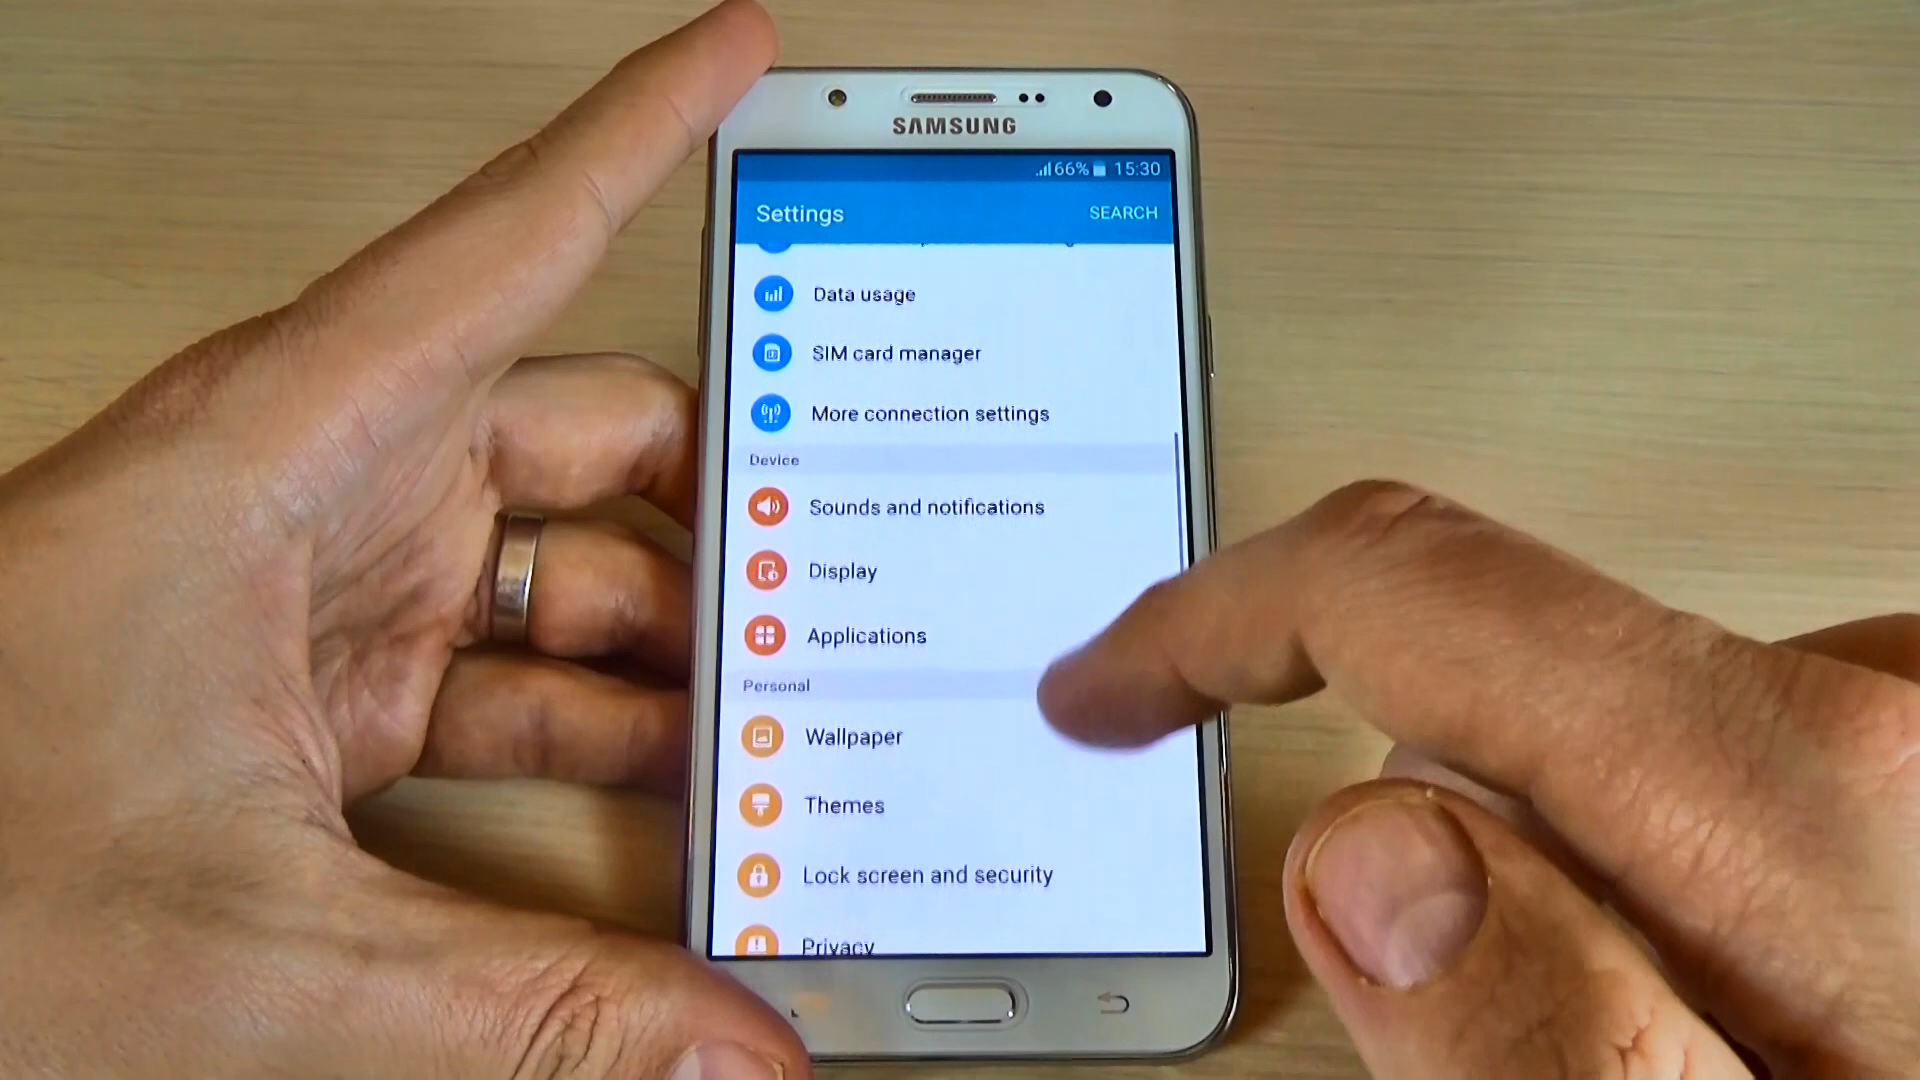 SAMSUNG
66% 15:30
Settings SEARCH
Data usage
SIM card manager
More connection settings
Device
Sounds and notifications
Display
Applications
Personal
Wallpaper
Themes
Lock screen and security
Privacy